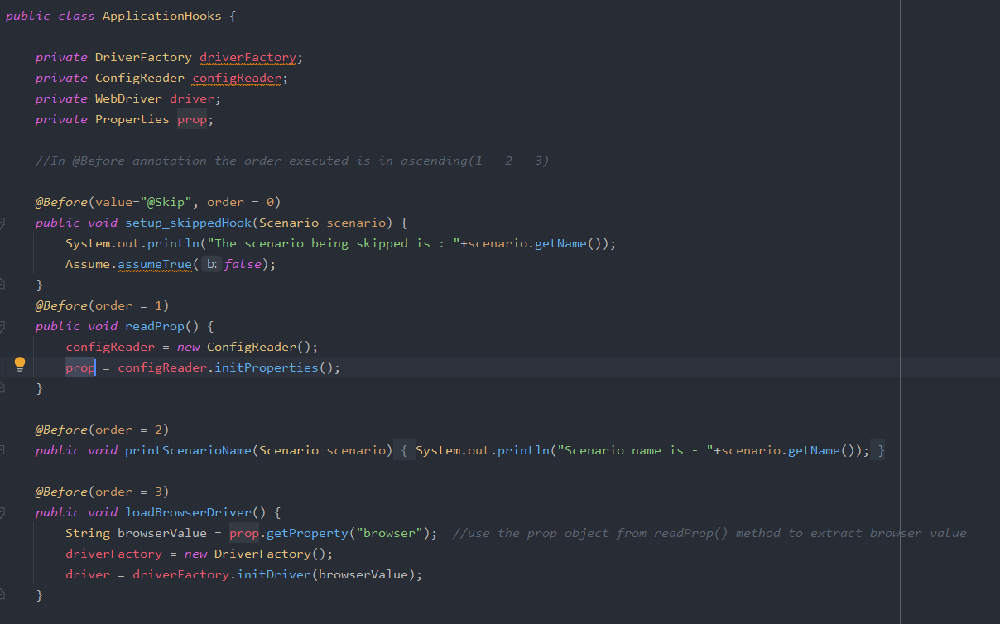 public class ApplicationHooks {
private DriverFactory driverFactory;
private ConfigReader configReader;
private WebDriver driver;
private Properties prop;
//In @Before annotation the order executed is in ascending(1 - 2 - 3)
@Before(value="@Skip", order = 0)
public void setup_skippedHook(Scenario scenario) {
System.out.println("The scenario being skipped is : "+scenario.getName());
Assume.assumeTrue( b: false);
}
@Before(order = 1)
public void readProp() {
configReader = new ConfigReader();
prop = configReader.initProperties();
}
@Before(order = 2)
public void printScenarioName(Scenario scenario) { System.out.println("Scenario name is - "+scenario.getName()); }
@Before(order = 3)
public void loadBrowserDriver() {
String browserValue = prop.getProperty("browser");  //use the prop object from readProp() method to extract browser value
driverFactory = new DriverFactory();
driver = driverFactory.initDriver(browserValue);
}